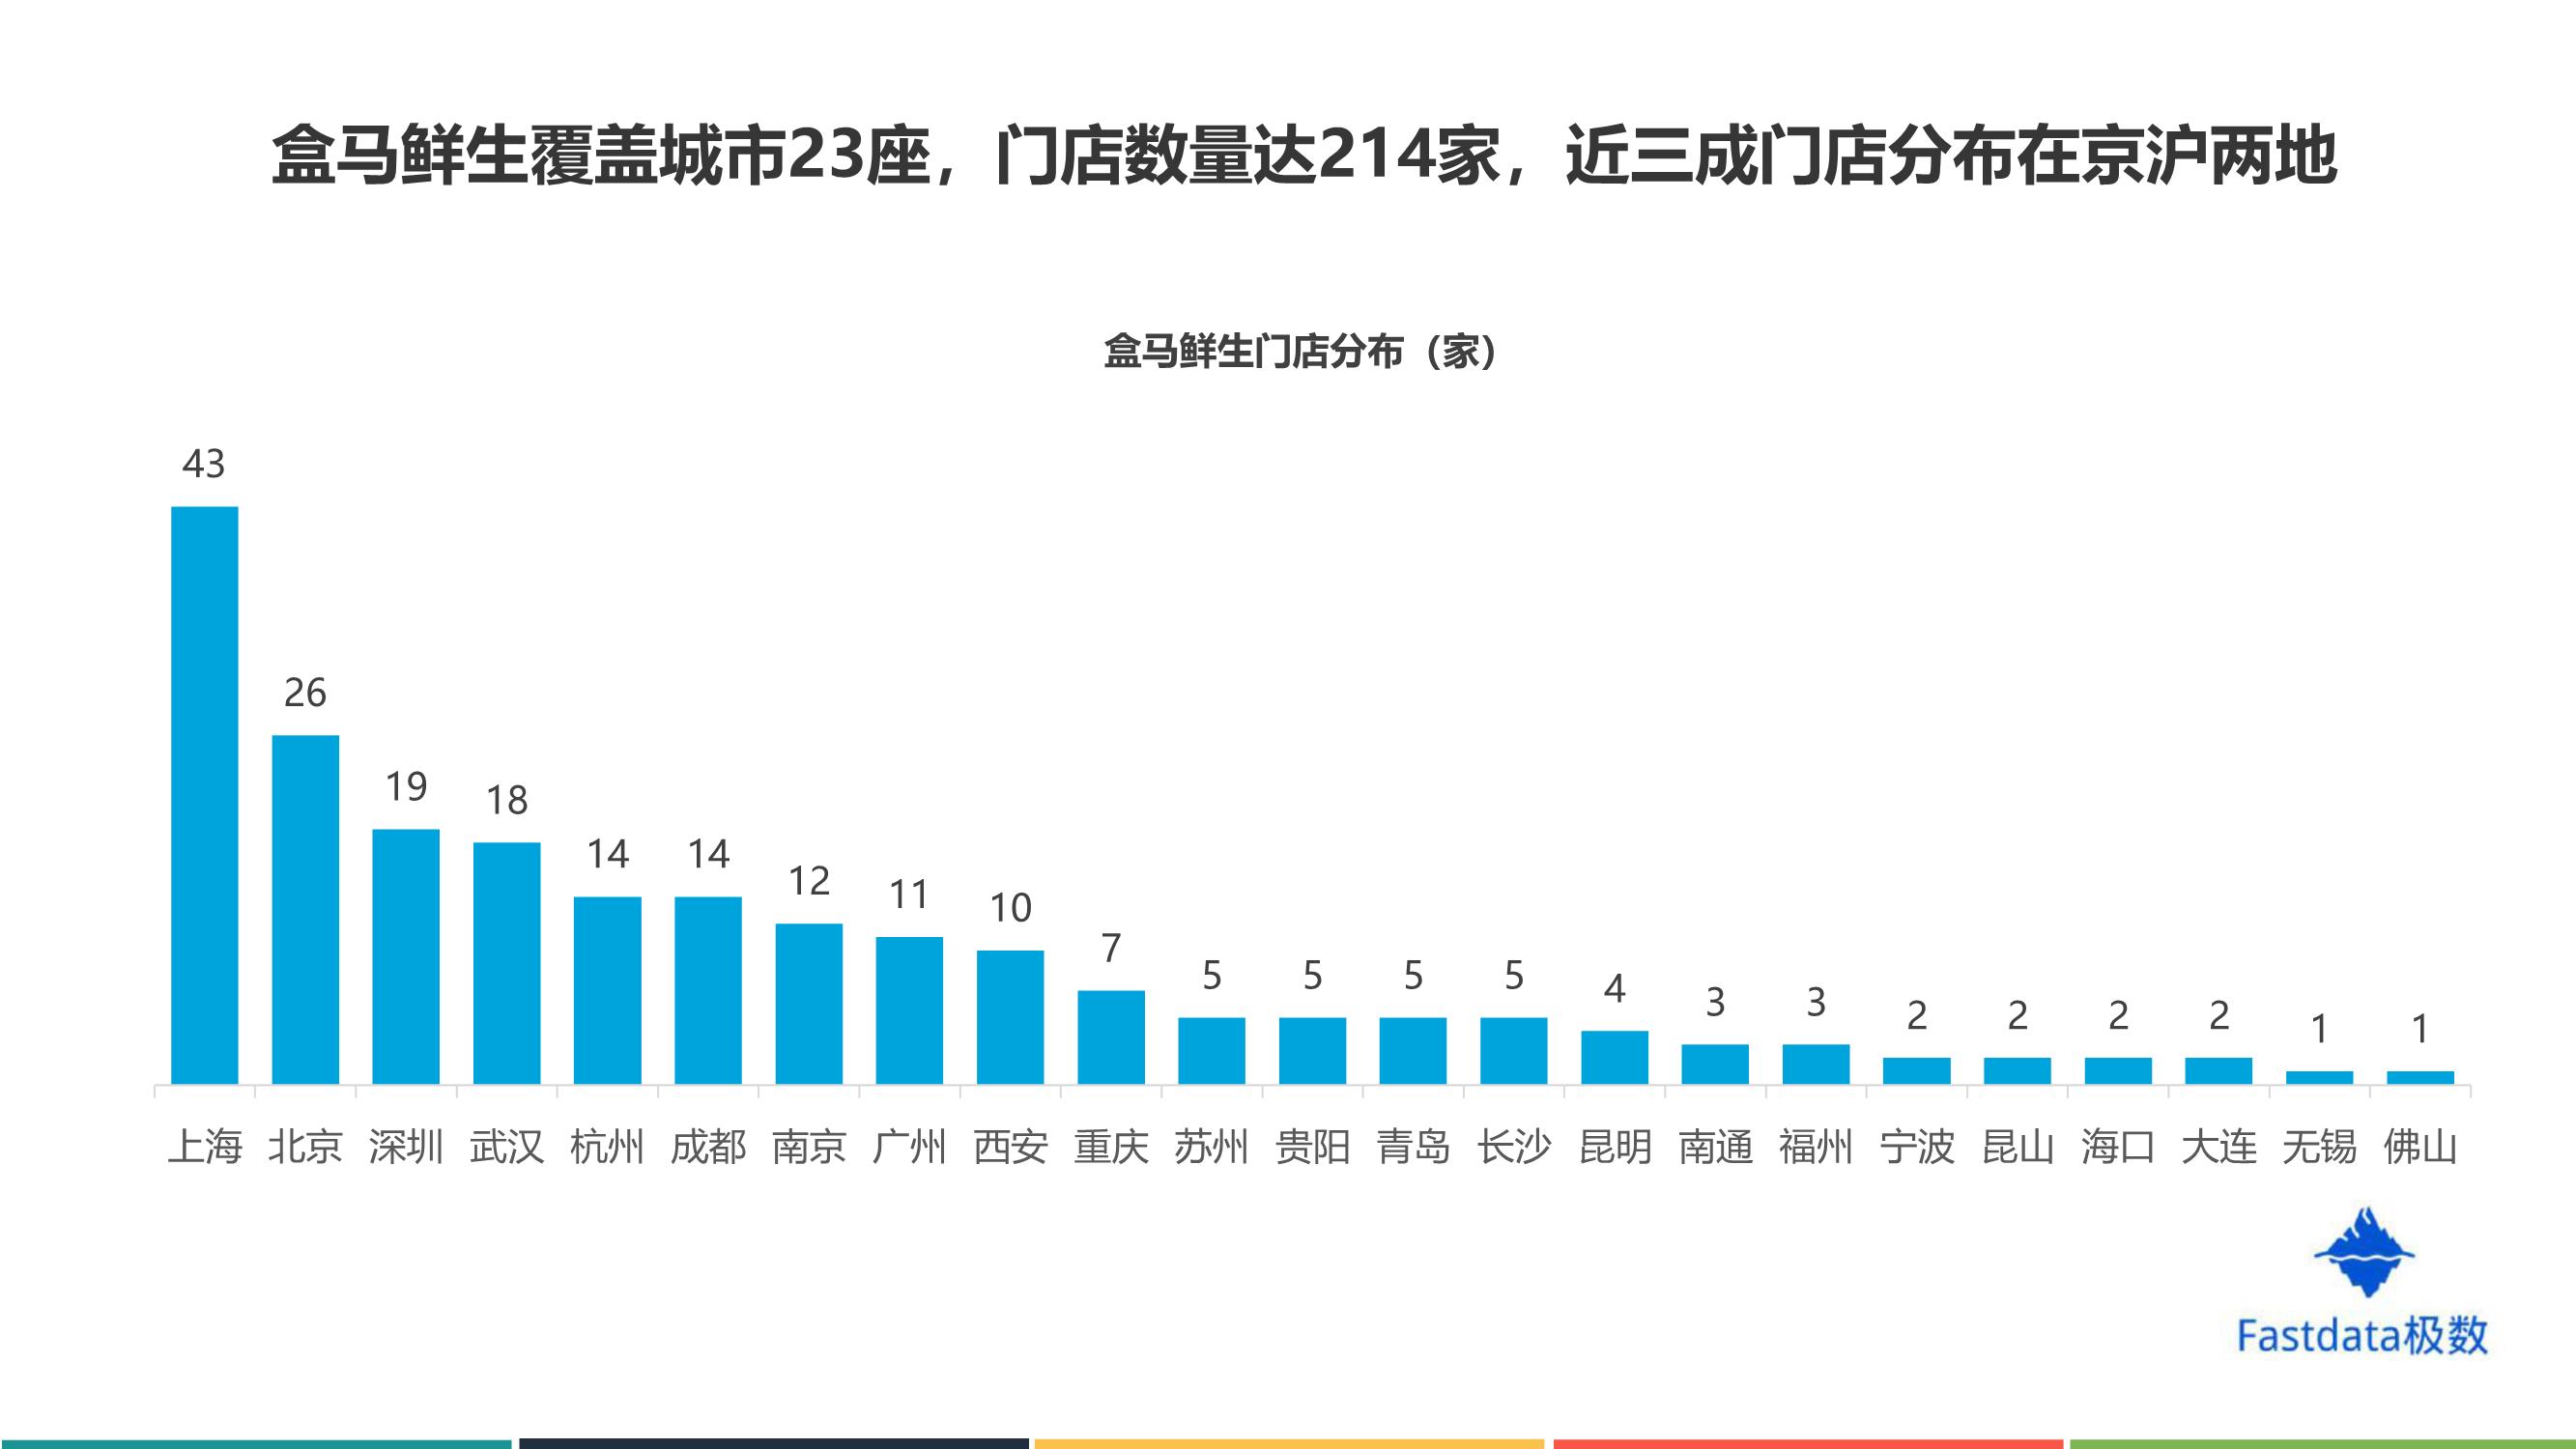 盒马鲜生覆盖城市23座，门店数量达214家，近三成门店分布在京沪两地
盒马鲜生门店分布（家）
43 26 19 18 14 14 12 11 10 7 5 5 5 5 4 3 3 2 2 2 2 1 1
上海 北京 深圳 武汉 杭州 成都 南京 广州 西安 重庆 苏州 贵阳 青岛 长沙 昆明 南通 福州 宁波 昆山 海口 大连 无锡 佛山
Fastdata极数